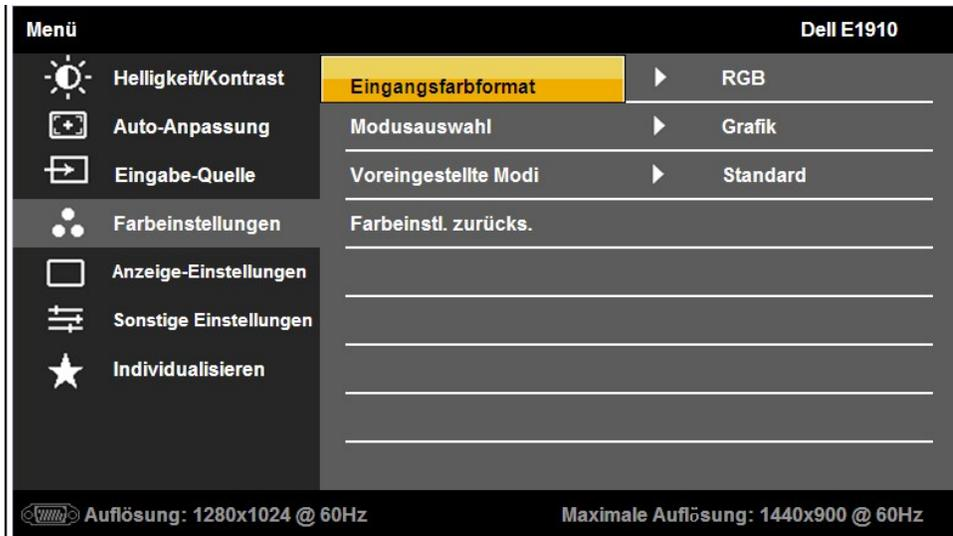 Menü Dell E1910
Helligkeit/Kontrast Eingangsfarbformat RGB
Auto-Anpassung Modusauswahl Grafik
Eingabe-Quelle Voreingestellte Modi Standard
Farbeinstellungen Farbeinstl. zurücks.
Anzeige-Einstellungen
Sonstige Einstellungen
Individualisieren
Auflösung: 1280x1024 @ 60Hz Maximale Auflösung: 1440x900 @ 60Hz